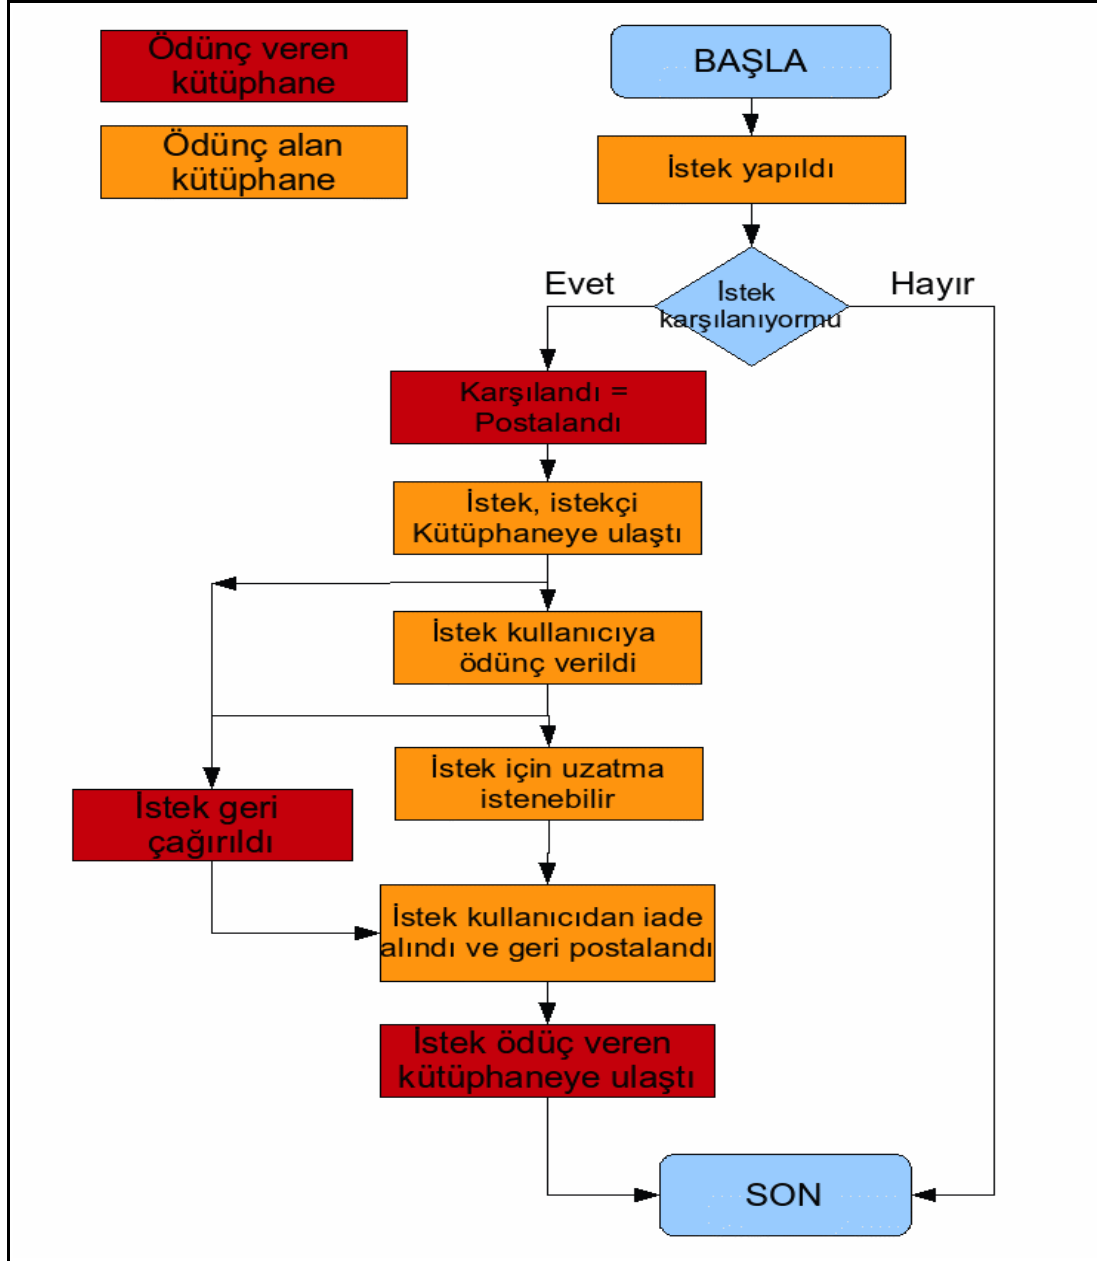 Ödünç veren
kütüphane
Ödünç alan
kütüphane
BAŞLA
İstek yapıldı
İstek
karşılanıyormu
Evet
Hayır
Karşılandı =
Postalandı
İstek, istekçi
Kütüphaneye ulaştı
İstek kullanıcıya
ödünç verildi
İstek için uzatma
istenebilir
İstek geri
çağırıldı
İstek kullanıcıdan iade
alındı ve geri postalandı
İstek ödüç veren
kütüphaneye ulaştı
SON